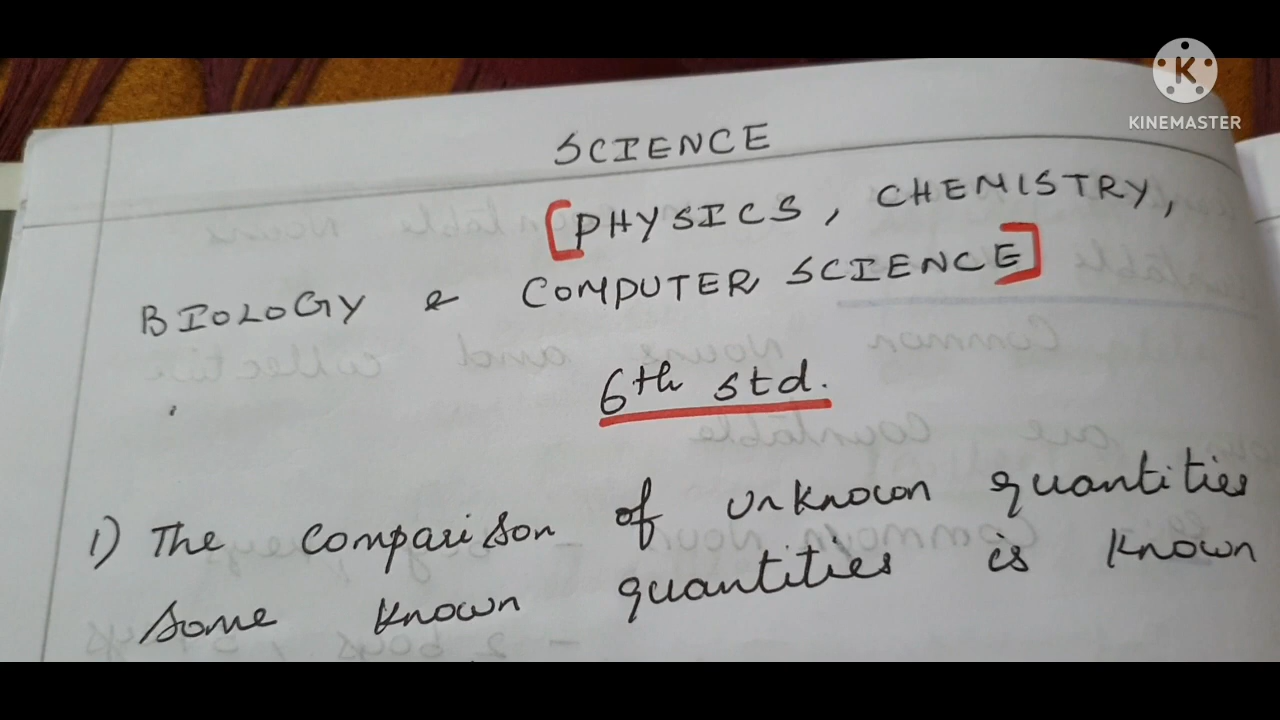 KINEMASTER
SCIENCE
[PHYSICS, CHEMISTRY,
BIOLOGY & COMPUTER SCIENCE]
6th std.
1) The comparison of unknown quantities
some known quantities is known